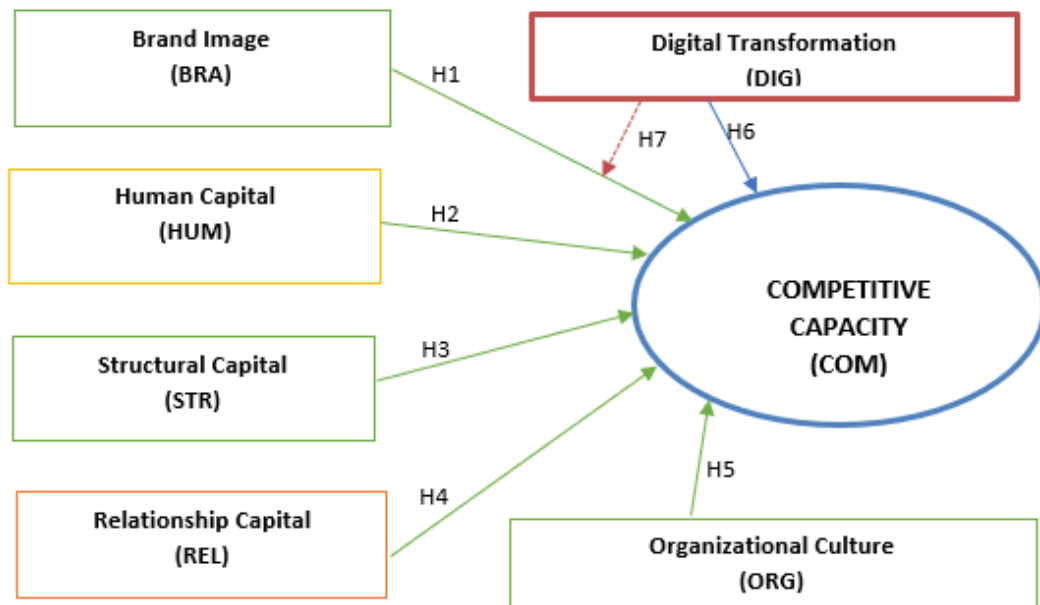 Brand Image
(BRA)
H1
Digital Transformation
(DIG)
H7
H6
Human Capital
(HUM)
H2
COMPETITIVE
CAPACITY
(COM)
Structural Capital
(STR)
H3
Relationship Capital
(REL)
H4
H5
Organizational Culture
(ORG)